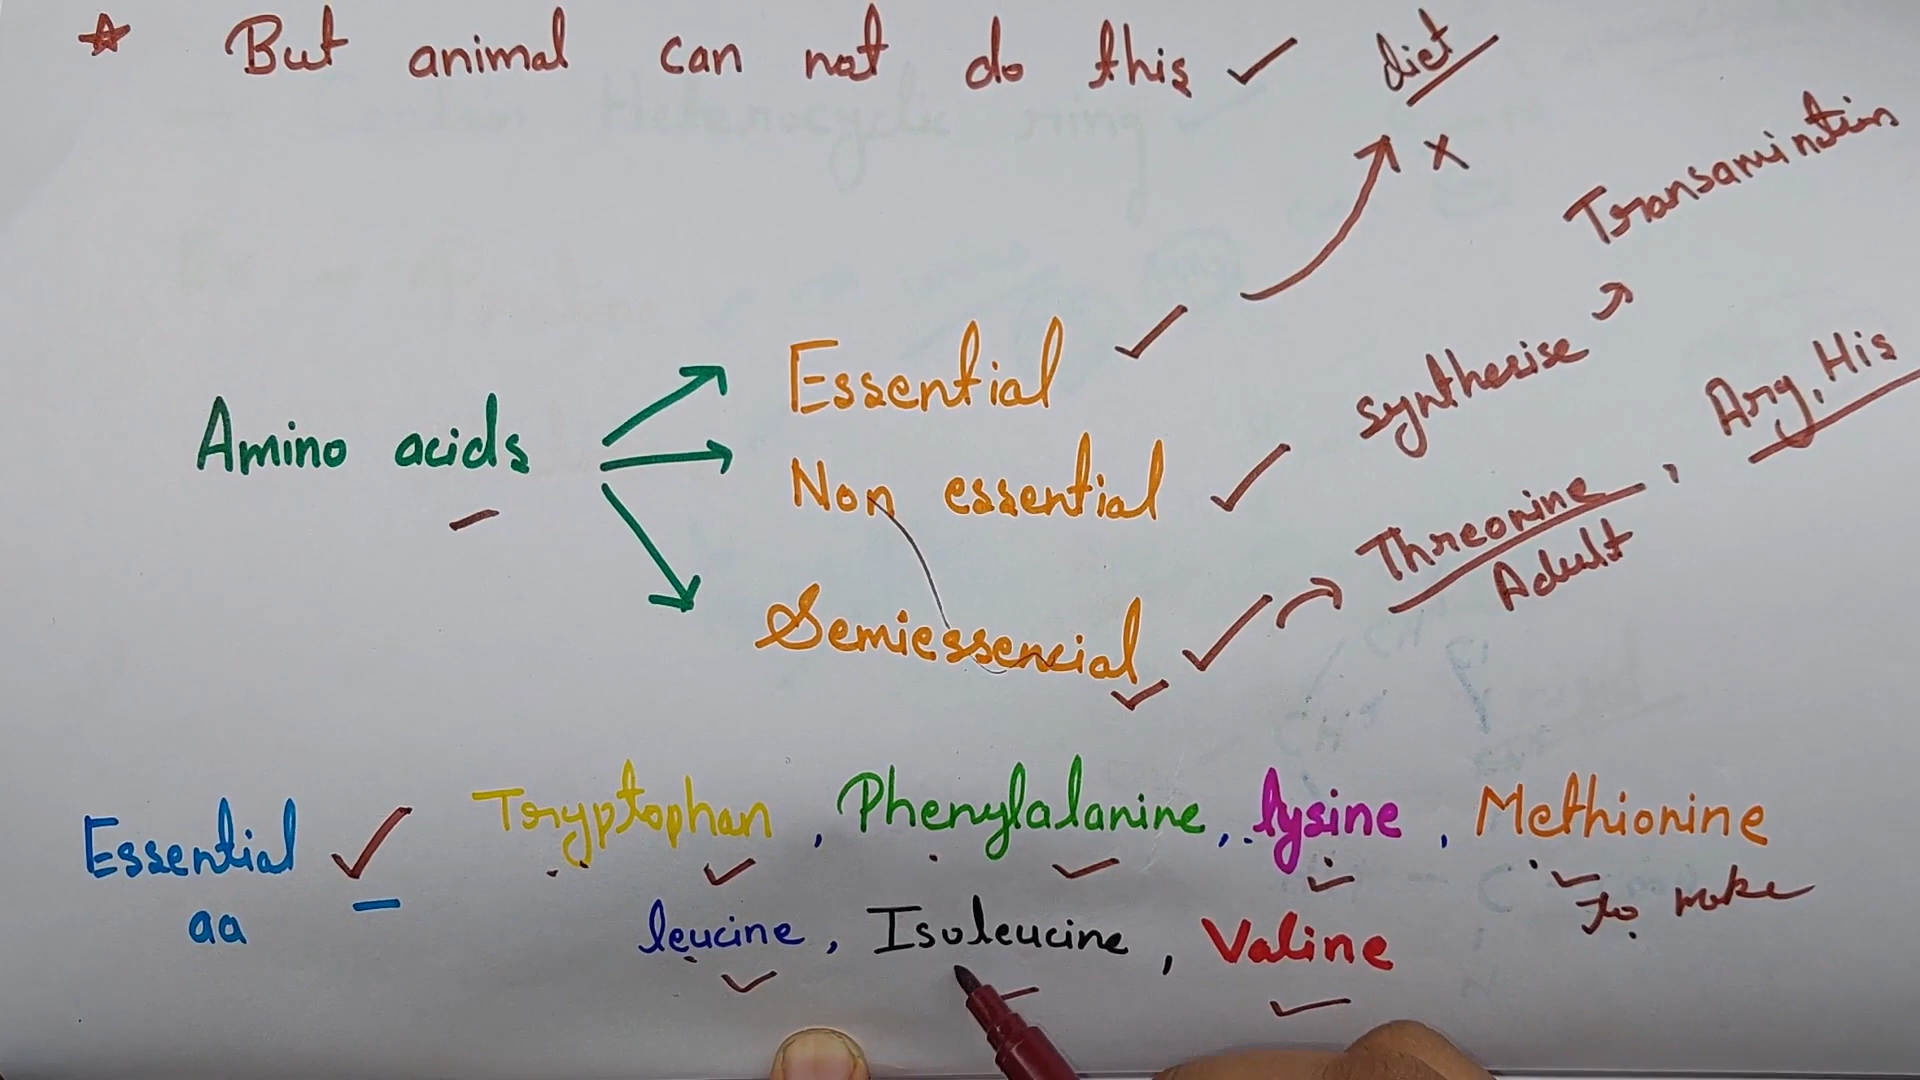 ☆ But animal can not do this ✓ diet
x
Transamination
Essential ✓
synthesise
Amino acids
Arg, His
Non essential ✓
Threonine ,
Adult
Semiessencial ✓
Essential ✓ Tryptophan , Phenylalanine , lysine , Methionine
aa
to make
leucine , Isoleucine , Valine